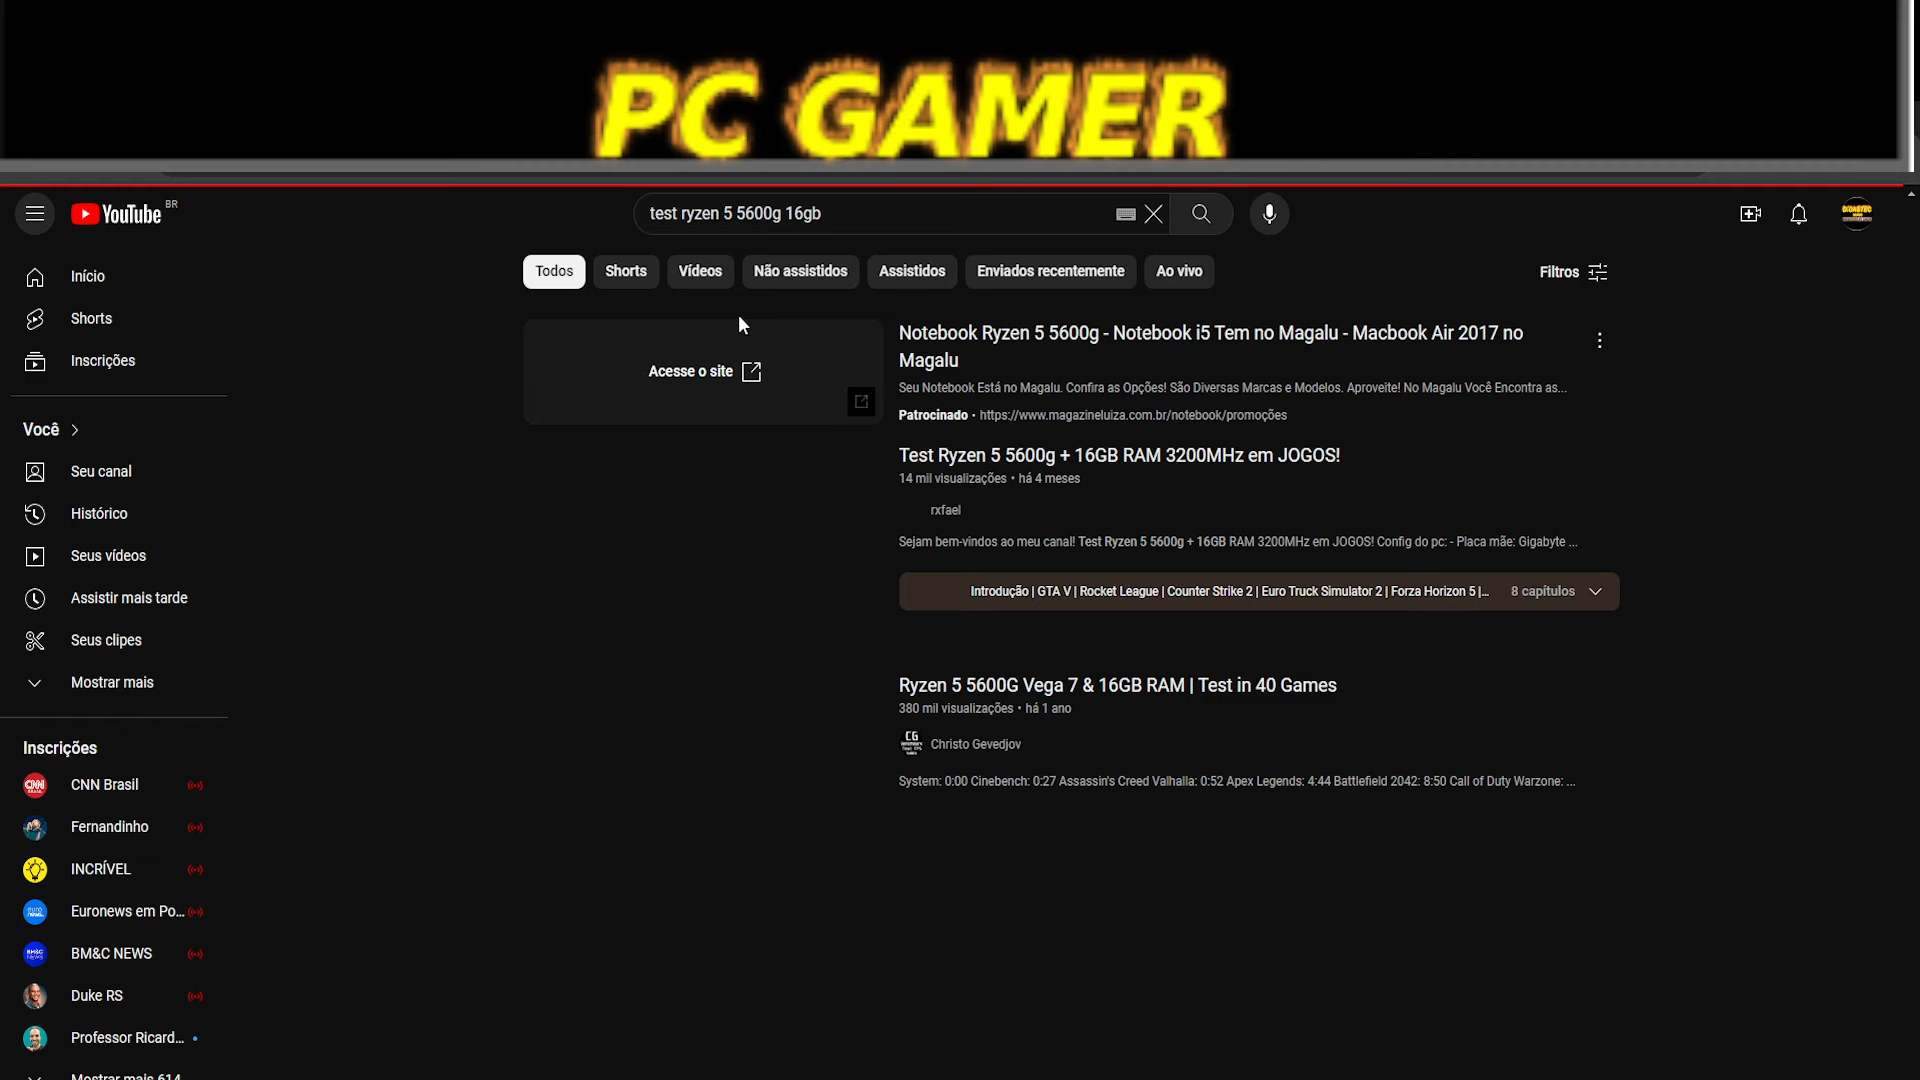 PC GAMER
YouTube BR
test ryzen 5 5600g 16gb
Início
Shorts
Inscrições
Você
Seu canal
Histórico
Seus vídeos
Assistir mais tarde
Seus clipes
Mostrar mais
Inscrições
CNN Brasil
Fernandinho
INCRÍVEL
Euronews em Po...
BM&C NEWS
Duke RS
Professor Ricard...
Mostrar mais 614
Todos
Shorts
Vídeos
Não assistidos
Assistidos
Enviados recentemente
Ao vivo
Filtros
Acesse o site
Notebook Ryzen 5 5600g - Notebook i5 Tem no Magalu - Macbook Air 2017 no
Magalu
Seu Notebook Está no Magalu. Confira as Opções! São Diversas Marcas e Modelos. Aproveite! No Magalu Você Encontra as...
Patrocinado · https://www.magazineluiza.com.br/notebook/promoções
Test Ryzen 5 5600g + 16GB RAM 3200MHz em JOGOS!
14 mil visualizações • há 4 meses
rxfael
Sejam bem-vindos ao meu canal! Test Ryzen 5 5600g + 16GB RAM 3200MHz em JOGOS! Config do pc: - Placa mãe: Gigabyte ...
Introdução | GTA V | Rocket League | Counter Strike 2 | Euro Truck Simulator 2 | Forza Horizon 5 |... 8 capítulos
Ryzen 5 5600G Vega 7 & 16GB RAM | Test in 40 Games
380 mil visualizações • há 1 ano
Christo Gevedjov
System: 0:00 Cinebench: 0:27 Assassin's Creed Valhalla: 0:52 Apex Legends: 4:44 Battlefield 2042: 8:50 Call of Duty Warzone: ...